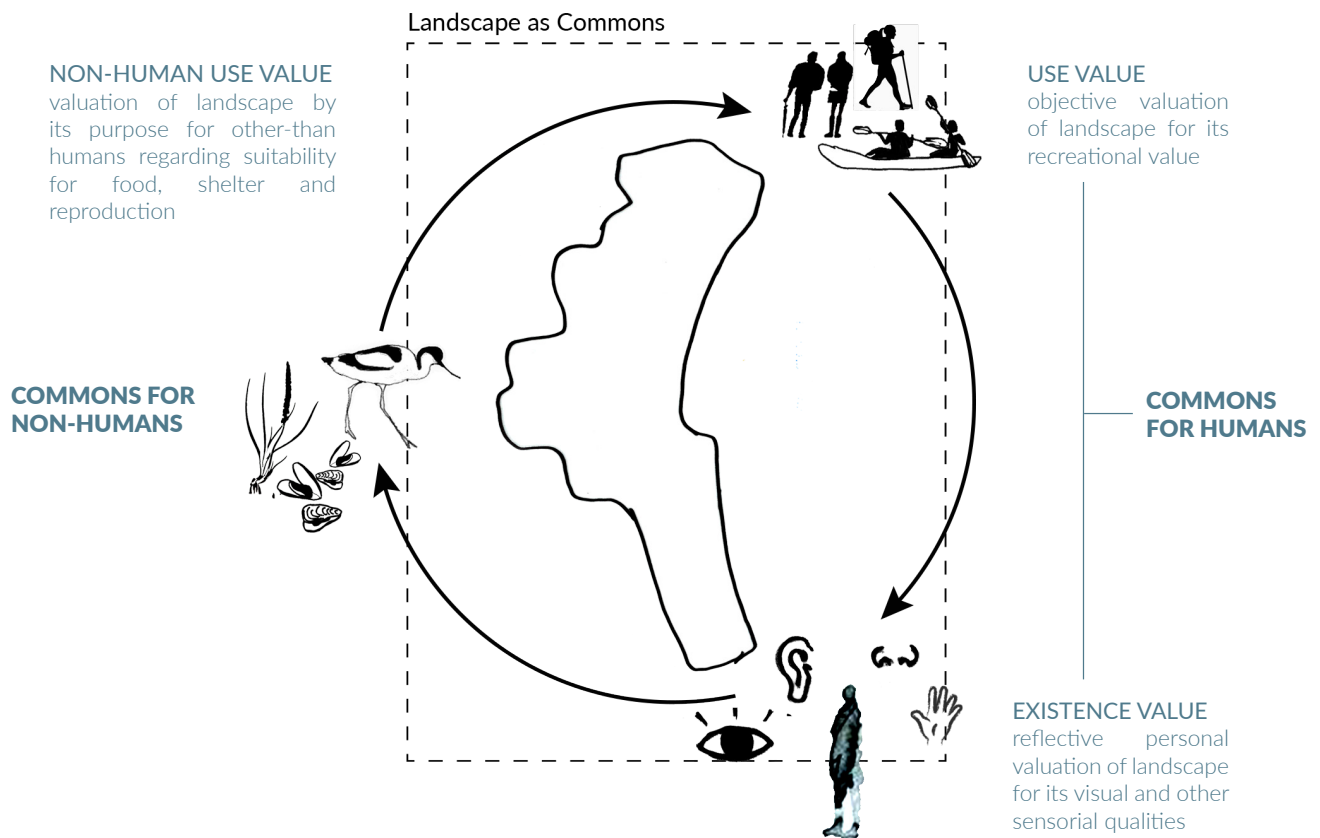 Landscape as Commons
NON-HUMAN USE VALUE
valuation of landscape by
its purpose for other-than
humans regarding suitability
for food, shelter and
reproduction
USE VALUE
objective valuation
of landscape for its
recreational value
COMMONS FOR
NON-HUMANS
COMMONS
FOR HUMANS
EXISTENCE VALUE
reflective personal
valuation of landscape
for its visual and other
sensorial qualities